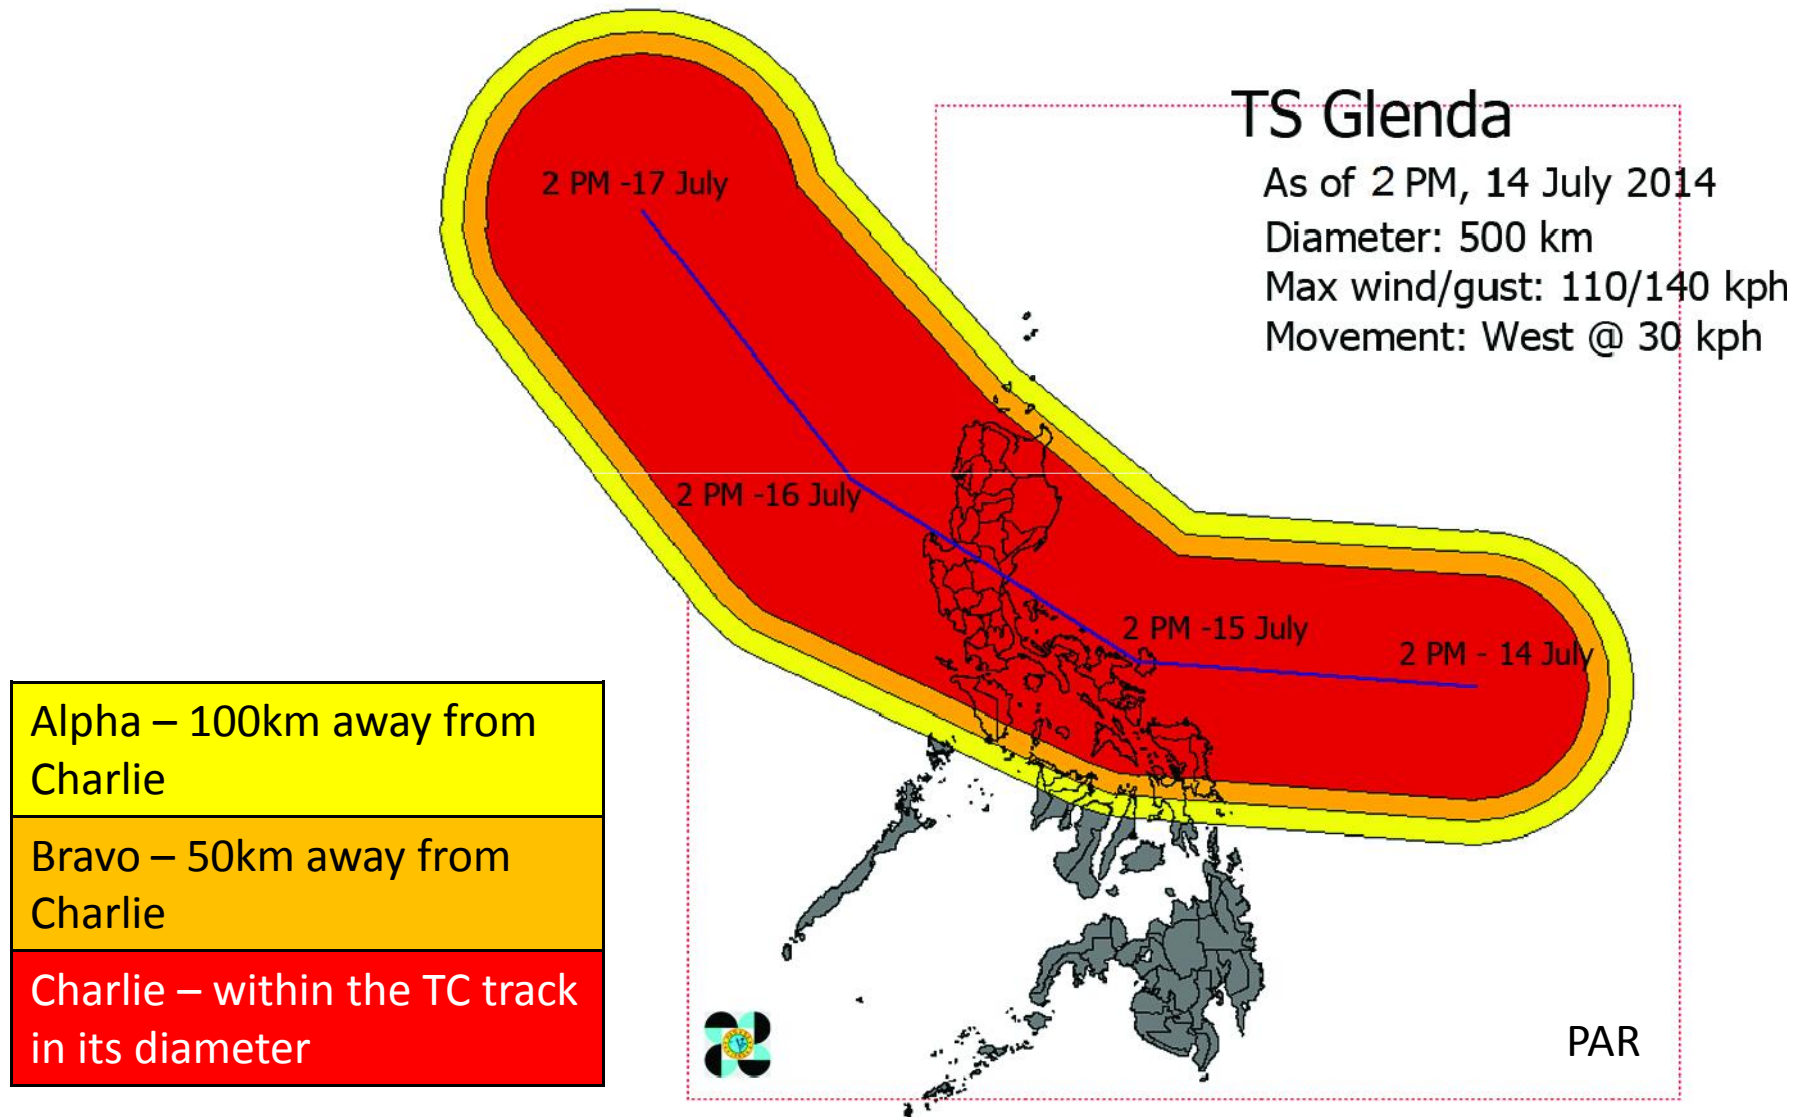 TS Glenda
As of 2 PM, 14 July 2014
Diameter: 500 km
Max wind/gust: 110/140 kph
Movement: West @ 30 kph
2 PM -17 July
2 PM -16 July
2 PM -15 July
2 PM - 14 July
Alpha – 100km away from
Charlie
Bravo – 50km away from
Charlie
Charlie – within the TC track
in its diameter
PAR